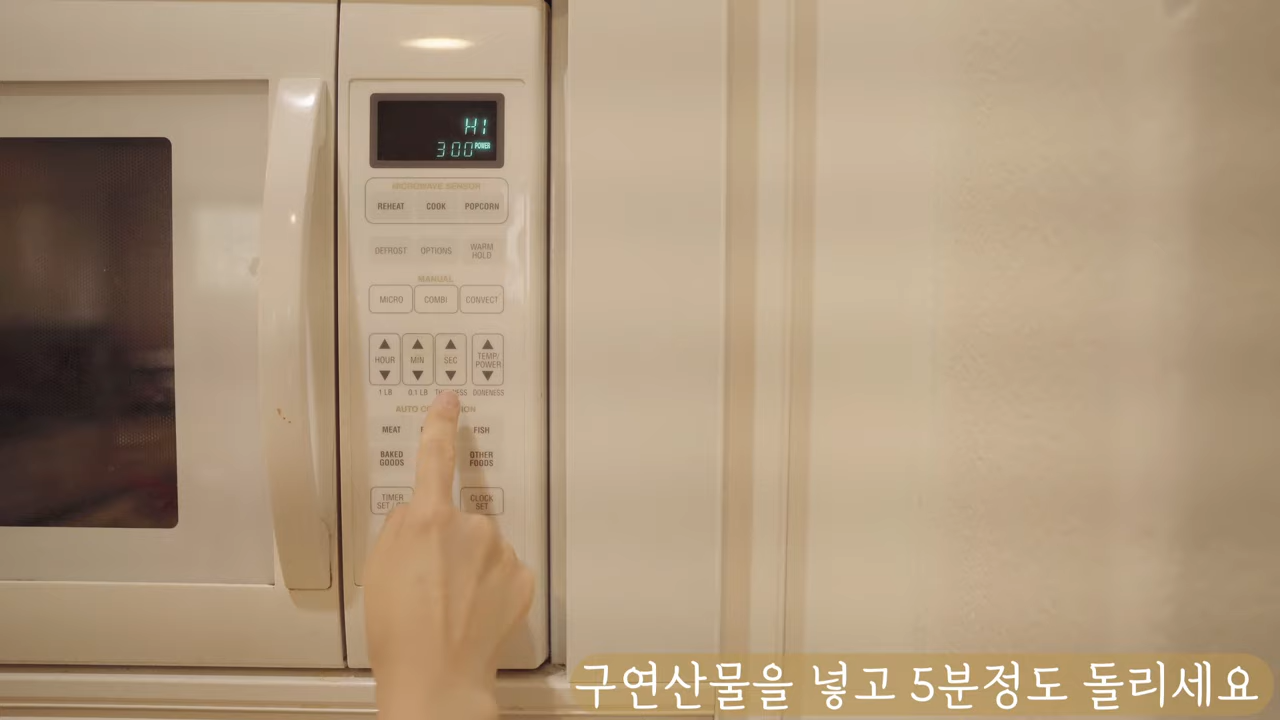 HI
300 POWER
MICROWAVE SENSOR
REHEAT COOK POPCORN
DEFROST OPTIONS WARM HOLD
MANUAL
MICRO COMBI CONVECT
HOUR MIN SEC TEMP/ POWER
1 LB 0.1 LB DONENESS
AUTO
MEAT FISH
BAKED GOODS OTHER FOODS
TIMER CLOCK SET
구연산물을 넣고 5분정도 돌리세요